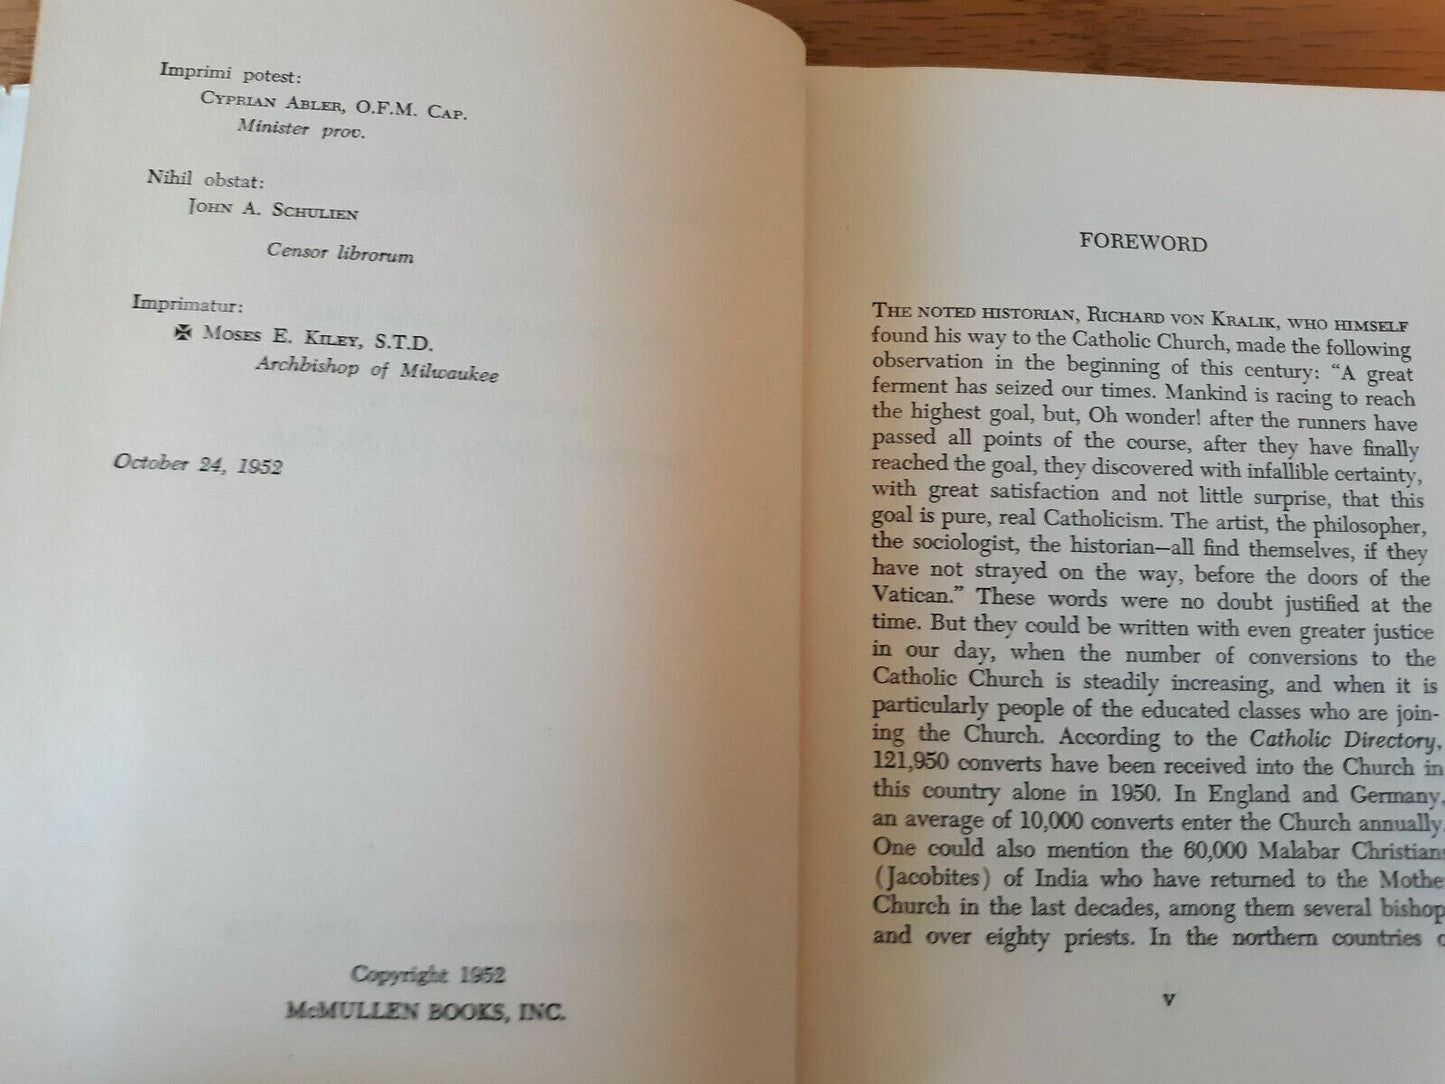 Imprimi potest:
Cyprian Abler, O.F.M. Cap.
Minister prov.
Nihil obstat:
John A. Schulien
Censor librorum
Imprimatur:
✠ Moses E. Kiley, S.T.D.
Archbishop of Milwaukee
October 24, 1952
Copyright 1952
McMULLEN BOOKS, INC.
FOREWORD
The noted historian, Richard von Kralik, who himself
found his way to the Catholic Church, made the following
observation in the beginning of this century: “A great
ferment has seized our times. Mankind is racing to reach
the highest goal, but, Oh wonder! after the runners have
passed all points of the course, after they have finally
reached the goal, they discovered with infallible certainty,
with great satisfaction and not little surprise, that this
goal is pure, real Catholicism. The artist, the philosopher,
the sociologist, the historian—all find themselves, if they
have not strayed on the way, before the doors of the
Vatican.” These words were no doubt justified at the
time. But they could be written with even greater justice
in our day, when the number of conversions to the
Catholic Church is steadily increasing, and when it is
particularly people of the educated classes who are join-
ing the Church. According to the Catholic Directory,
121,950 converts have been received into the Church in
this country alone in 1950. In England and Germany,
an average of 10,000 converts enter the Church annually.
One could also mention the 60,000 Malabar Christians
(Jacobites) of India who have returned to the Mothe
Church in the last decades, among them several bishop
and over eighty priests. In the northern countries o
v